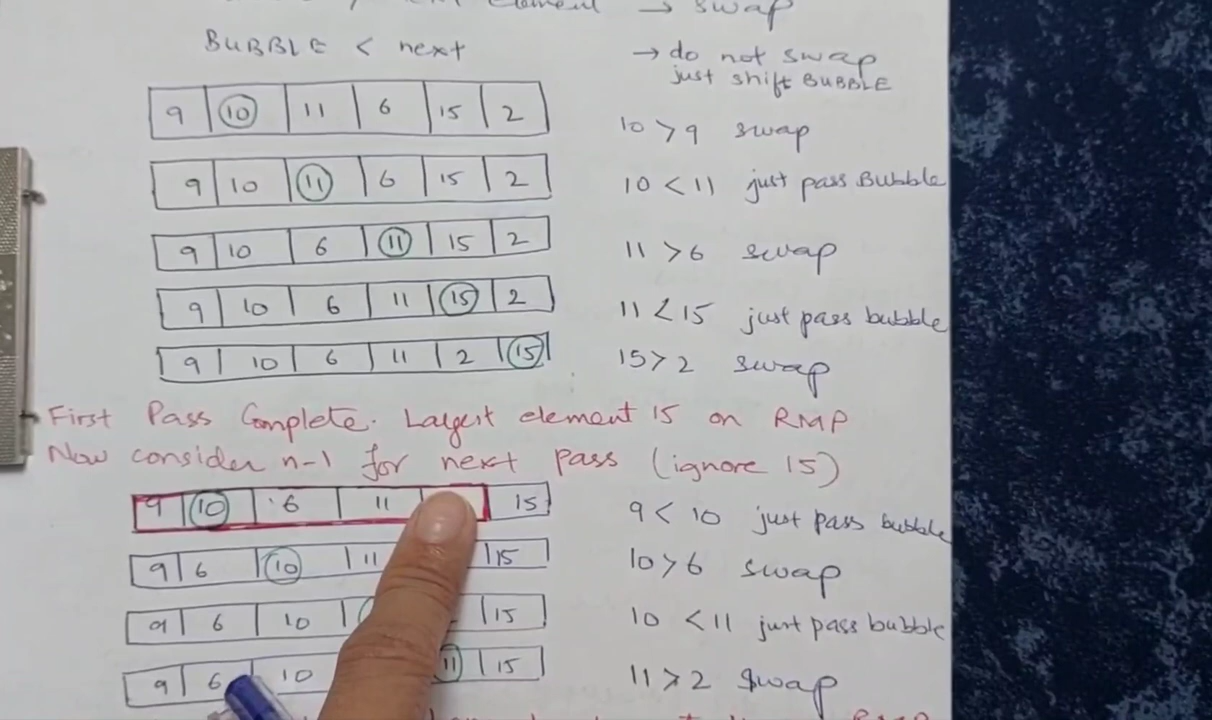 element → swap
BUBBLE < next → do not swap
just shift BUBBLE
9 10 11 6 15 2 10 > 9 swap
9 10 11 6 15 2 10 < 11 just pass Bubble
9 10 6 11 15 2 11 > 6 swap
9 10 6 11 15 2 11 < 15 just pass bubble
9 10 6 11 2 15 15 > 2 swap
First Pass Complete. Largest element 15 on RMP
Now consider n-1 for next pass (ignore 15)
9 10 6 11 15 9 < 10 just pass bubble
9 6 10 11 15 10 > 6 swap
9 6 10 15 10 < 11 just pass bubble
9 6 10 11 15 11 > 2 swap
RMP